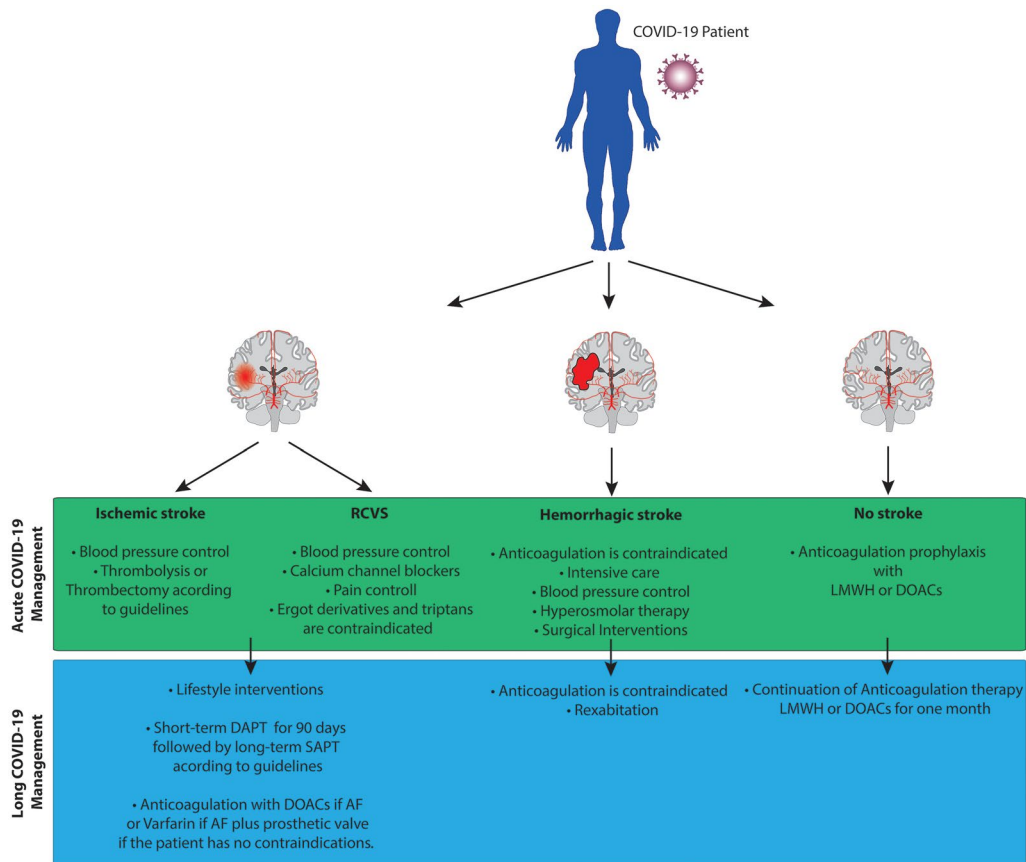 COVID-19 Patient
Acute COVID-19
Management
Ischemic stroke
• Blood pressure control
• Thrombolysis or
Thrombectomy acording
to guidelines
RCVS
• Blood pressure control
• Calcium channel blockers
• Pain controll
• Ergot derivatives and triptans
are contraindicated
Hemorrhagic stroke
• Anticoagulation is contraindicated
• Intensive care
• Blood pressure control
• Hyperosmolar therapy
• Surgical Interventions
No stroke
• Anticoagulation prophylaxis
with
LMWH or DOACs
Long COVID-19
Management
• Lifestyle interventions
• Short-term DAPT for 90 days
followed by long-term SAPT
acording to guidelines
• Anticoagulation with DOACs if AF
or Varfarin if AF plus prosthetic valve
if the patient has no contraindications.
• Anticoagulation is contraindicated
• Rexabitation
• Continuation of Anticoagulation therapy
LMWH or DOACs for one month